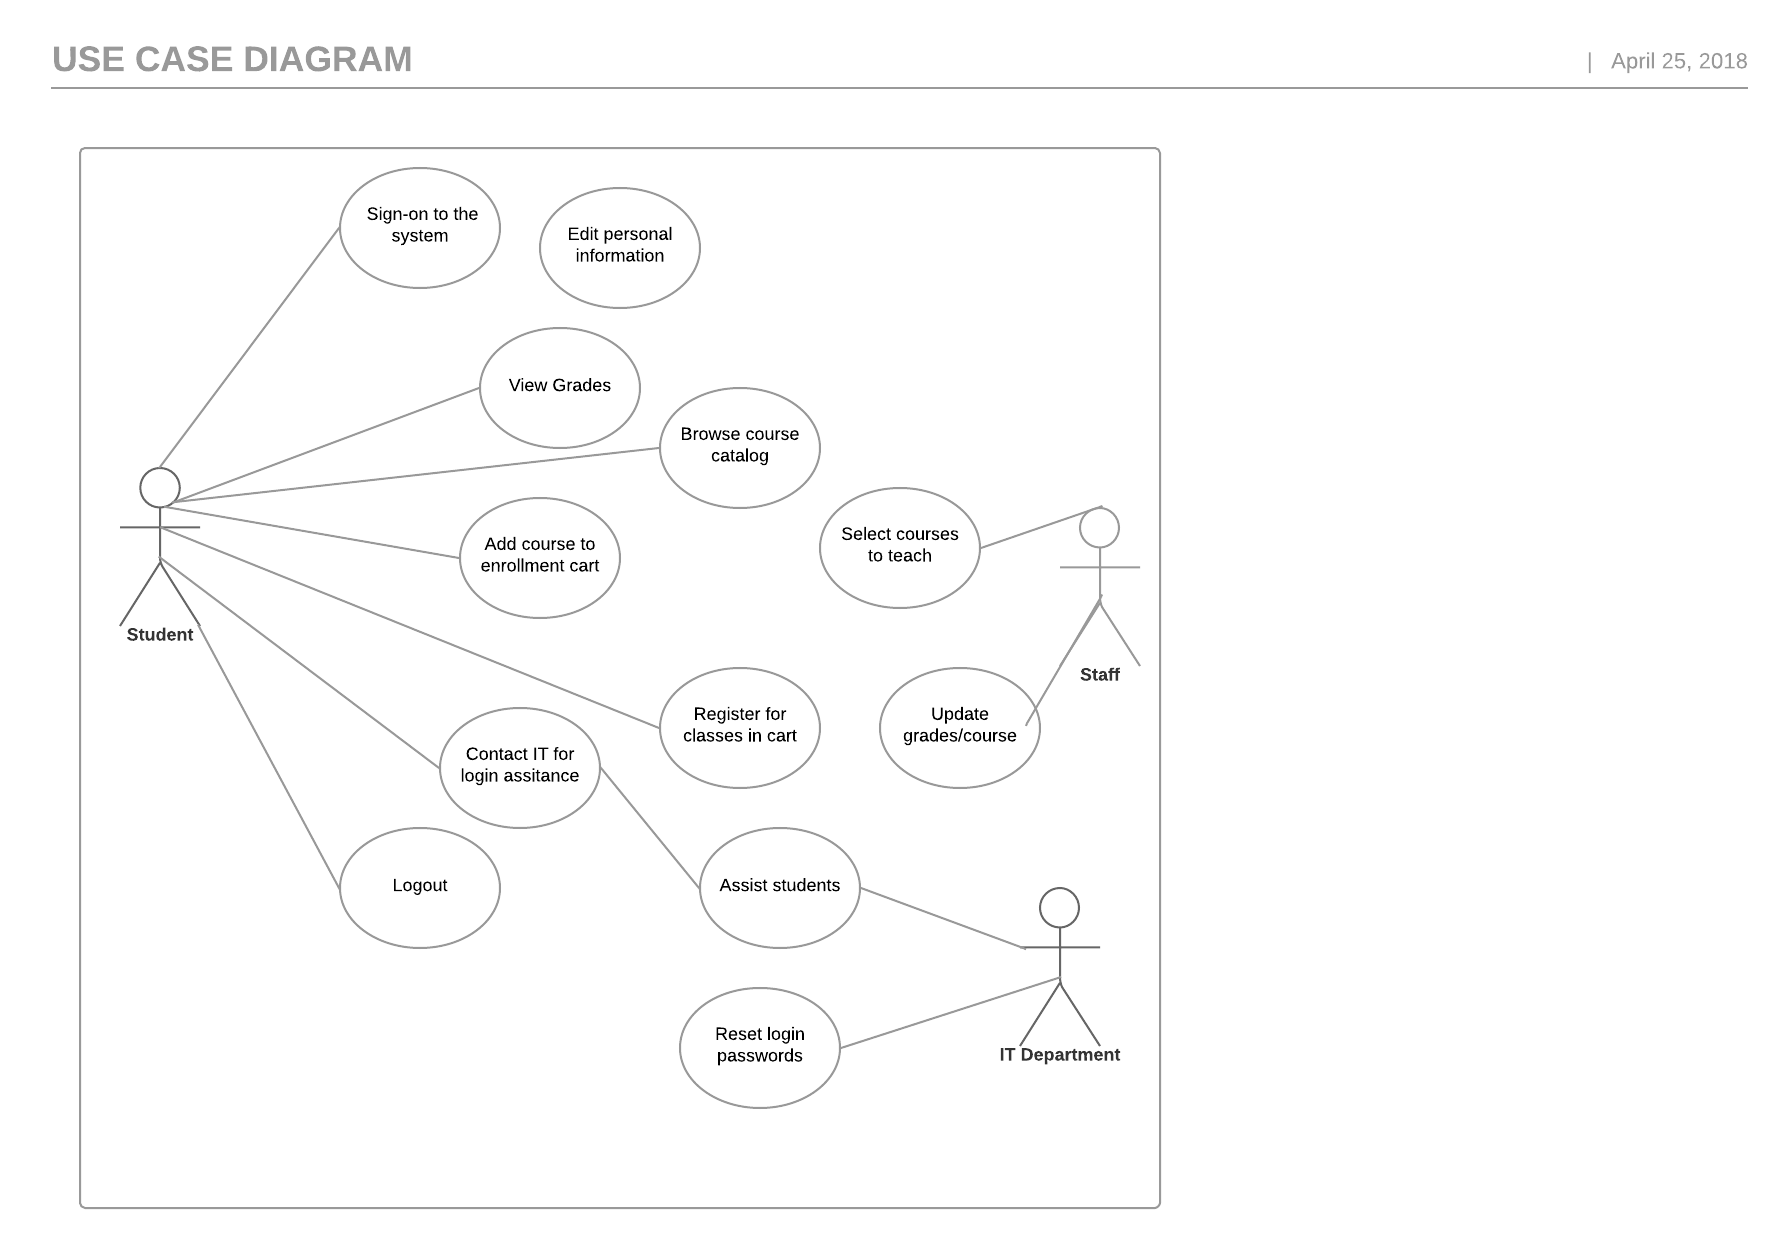 USE CASE DIAGRAM
| April 25, 2018
Sign-on to the
system
Edit personal
information
View Grades
Browse course
catalog
Add course to
enrollment cart
Select courses
to teach
Student
Staff
Register for
classes in cart
Update
grades/course
Contact IT for
login assitance
Logout
Assist students
Reset login
passwords
IT Department